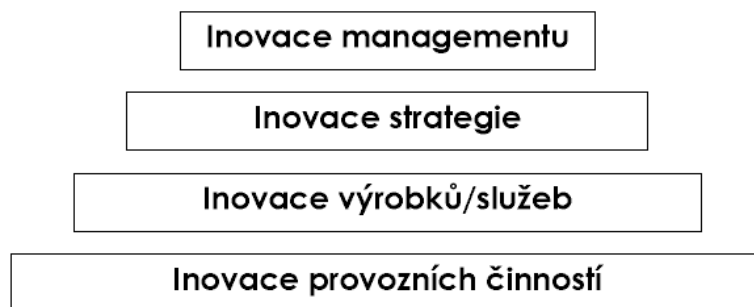 Inovace managementu
Inovace strategie
Inovace výrobků/služeb
Inovace provozních činností